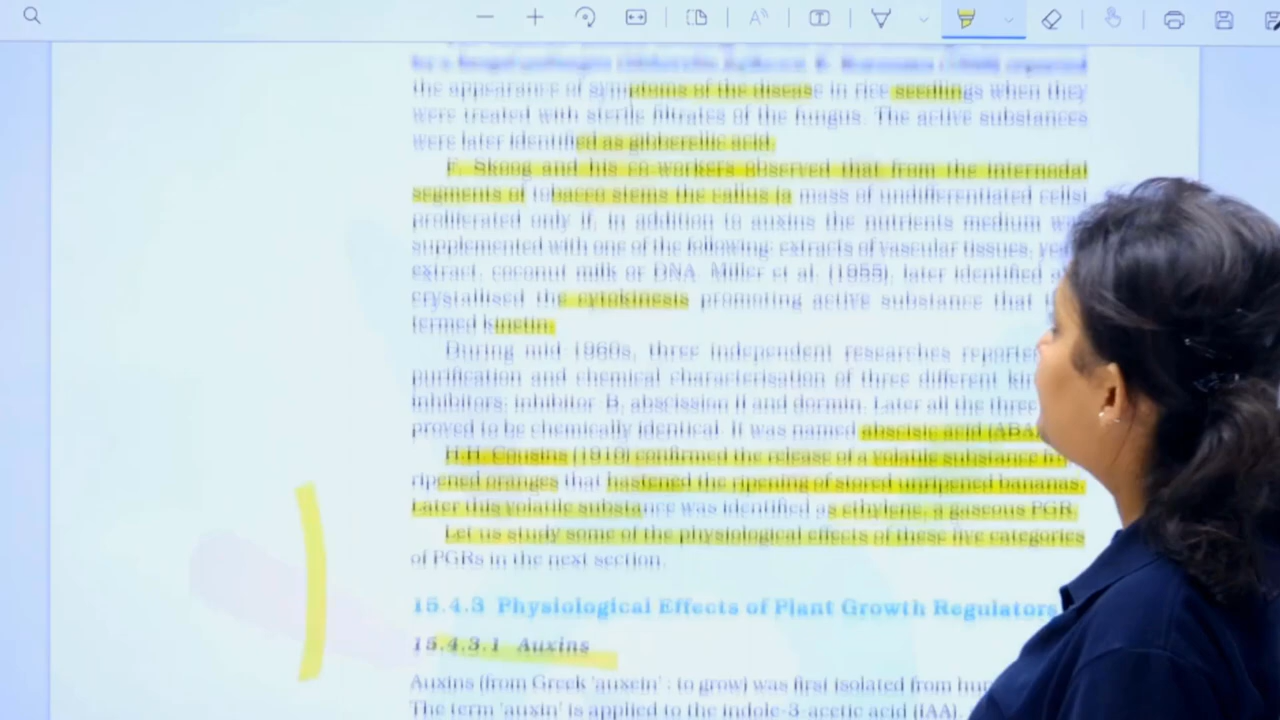 the appearance of symptoms of the disease in rice seedlings when they
were treated with sterile filtrates of the fungus. The active substances
were later identified as gibberellic acid.
F. Skoog and his co-workers observed that from the internodal
segments of tobacco stems the callus (a mass of undifferentiated cells)
proliferated only if, in addition to auxins the nutrients medium was
supplemented with one of the following: extracts of vascular tissues,
extract, coconut milk or DNA. Miller et al. (1955), later identified
crystallised the cytokinesis promoting active substance that
termed kinetin.
During mid-1960s, three independent researches reported
purification and chemical characterisation of three different
inhibitors: inhibitor-B, abscission II and dormin. Later all the three
proved to be chemically identical. It was named abscisic acid (ABA
H.H. Cousins (1910) confirmed the release of a volatile substance from
ripened oranges that hastened the ripening of stored unripened bananas.
Later this volatile substance was identified as ethylene, a gaseous PGR.
Let us study some of the physiological effects of these five categories
of PGRs in the next section.
15.4.3 Physiological Effects of Plant Growth Regulators
15.4.3.1 Auxins
Auxins (from Greek 'auxein' : to grow) was first isolated from
The term 'auxin' is applied to the indole-3-acetic acid (IAA),